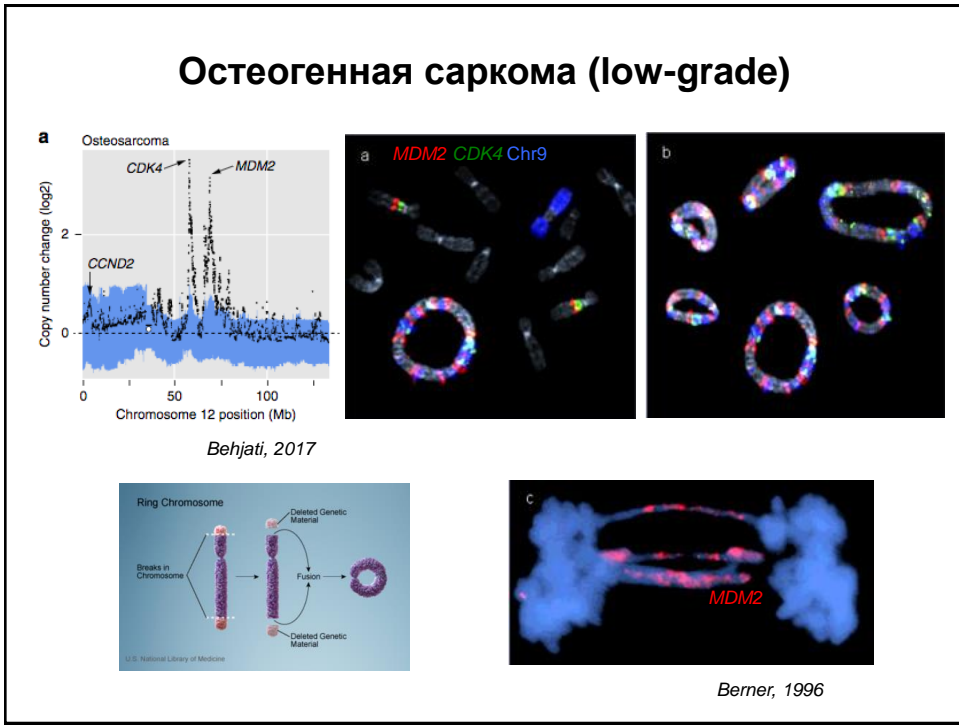 Остеогенная саркома (low-grade)
a
Osteosarcoma
CDK4
MDM2
CCND2
Copy number change (log2)
2
0
0
50
100
Chromosome 12 position (Mb)
Behjati, 2017
a
MDM2 CDK4 Chr9
b
Ring Chromosome
Deleted Genetic
Material
Breaks in
Chromosome
Fusion
Deleted Genetic
Material
U.S. National Library of Medicine
c
MDM2
Berner, 1996